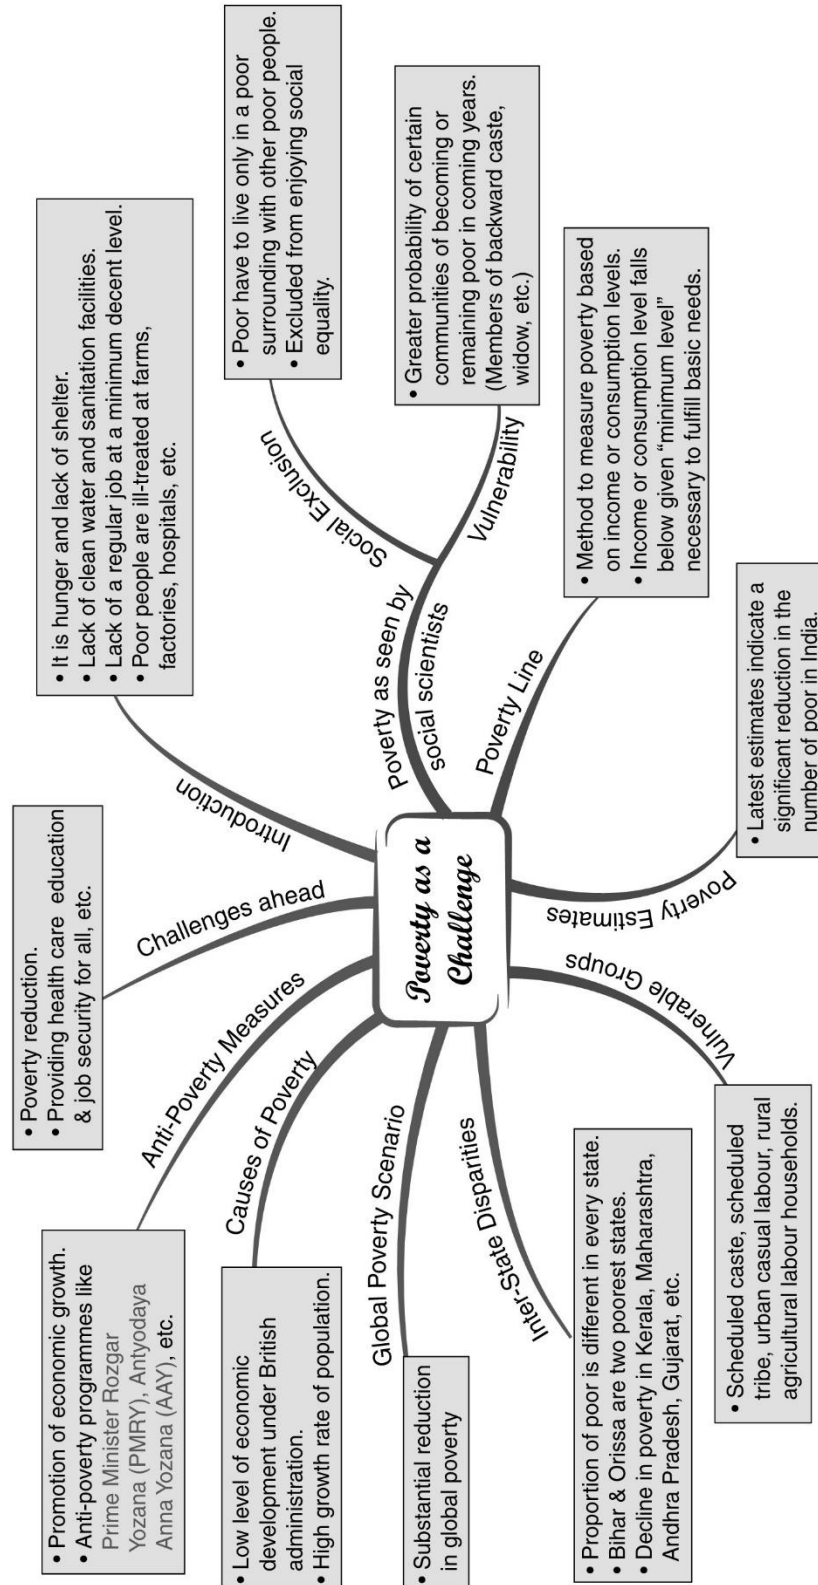 Poverty as a
Challenge
Introduction
• It is hunger and lack of shelter.
• Lack of clean water and sanitation facilities.
• Lack of a regular job at a minimum decent level.
• Poor people are ill-treated at farms,
factories, hospitals, etc.
Poverty as seen by
social scientists
Social Exclusion
• Poor have to live only in a poor
surrounding with other poor people.
• Excluded from enjoying social
equality.
Vulnerability
• Greater probability of certain
communities of becoming or
remaining poor in coming years.
(Members of backward caste,
widow, etc.)
Poverty Line
• Method to measure poverty based
on income or consumption levels.
• Income or consumption level falls
below given “minimum level”
necessary to fulfill basic needs.
Poverty Estimates
• Latest estimates indicate a
significant reduction in the
number of poor in India.
Vulnerable Groups
• Scheduled caste, scheduled
tribe, urban casual labour, rural
agricultural labour households.
Inter-State Disparities
• Proportion of poor is different in every state.
• Bihar & Orissa are two poorest states.
• Decline in poverty in Kerala, Maharashtra,
Andhra Pradesh, Gujarat, etc.
Global Poverty Scenario
• Substantial reduction
in global poverty
Causes of Poverty
• Low level of economic
development under British
administration.
• High growth rate of population.
Anti-Poverty Measures
• Promotion of economic growth.
• Anti-poverty programmes like
Prime Minister Rozgar
Yozana (PMRY), Antyodaya
Anna Yozana (AAY), etc.
Challenges ahead
• Poverty reduction.
• Providing health care education
& job security for all, etc.